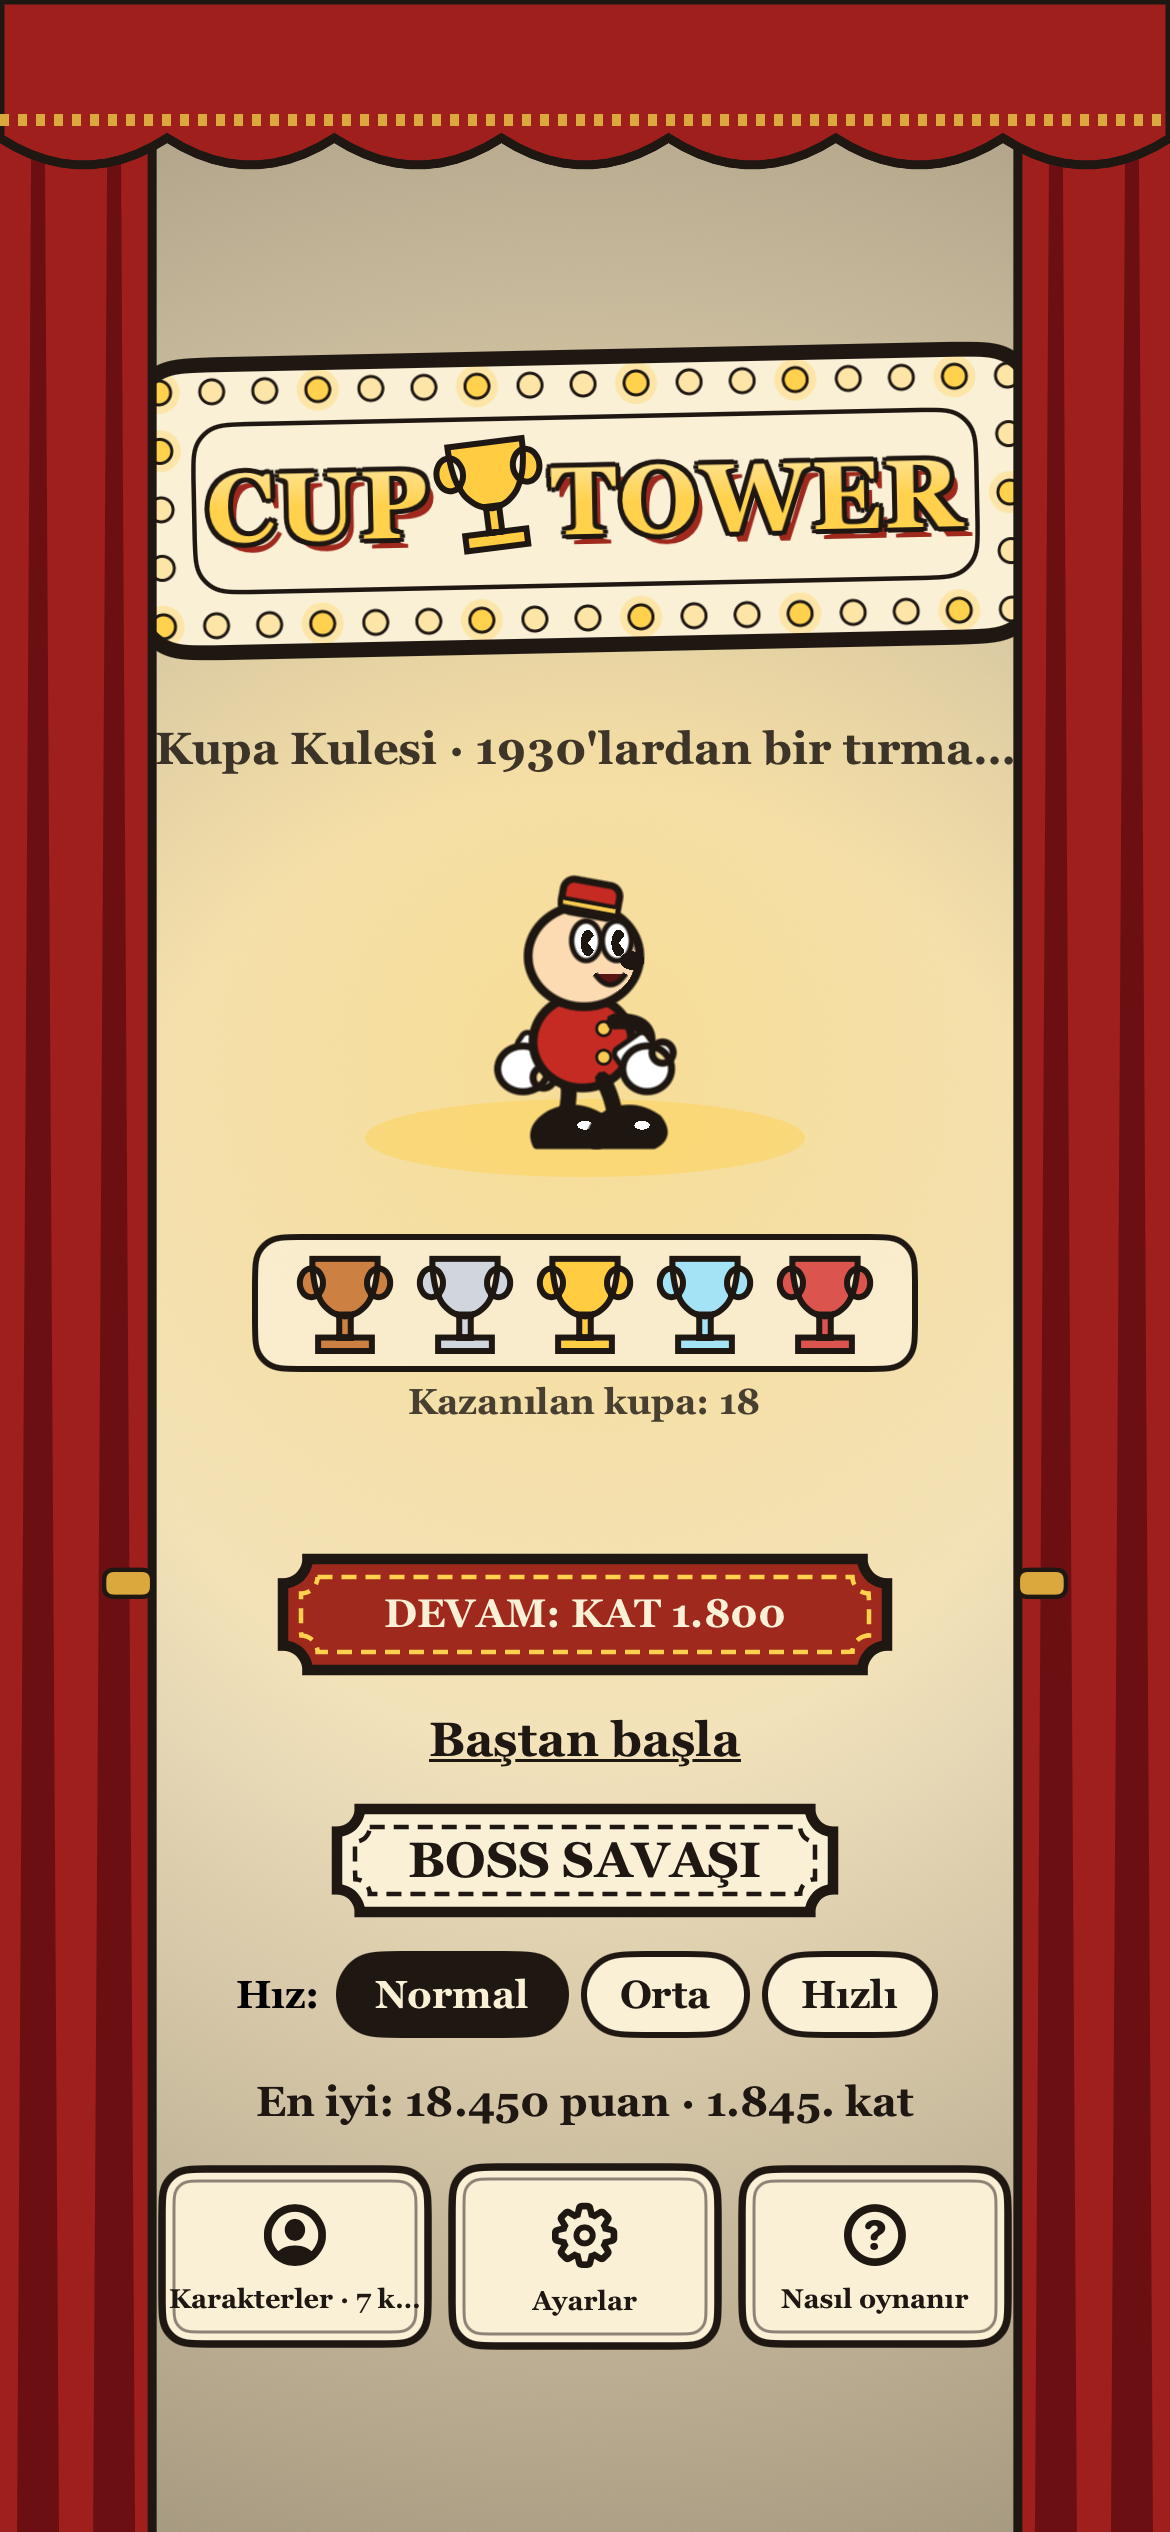 CUP TOWER
Kupa Kulesi · 1930'lardan bir tırma...
Kazanılan kupa: 18
DEVAM: KAT 1.800
Baştan başla
BOSS SAVAŞI
Hız: Normal Orta Hızlı
En iyi: 18.450 puan · 1.845. kat
Karakterler · 7 k... Ayarlar Nasıl oynanır